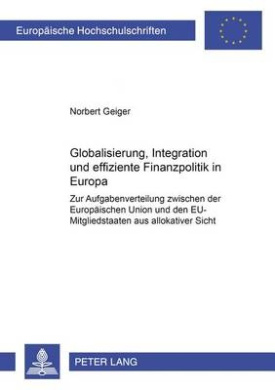 Europäische Hochschulschriften
Norbert Geiger
Globalisierung, Integration
und effiziente Finanzpolitik in
Europa
Zur Aufgabenverteilung zwischen der
Europäischen Union und den EU-
Mitgliedstaaten aus allokativer Sicht
PETER LANG